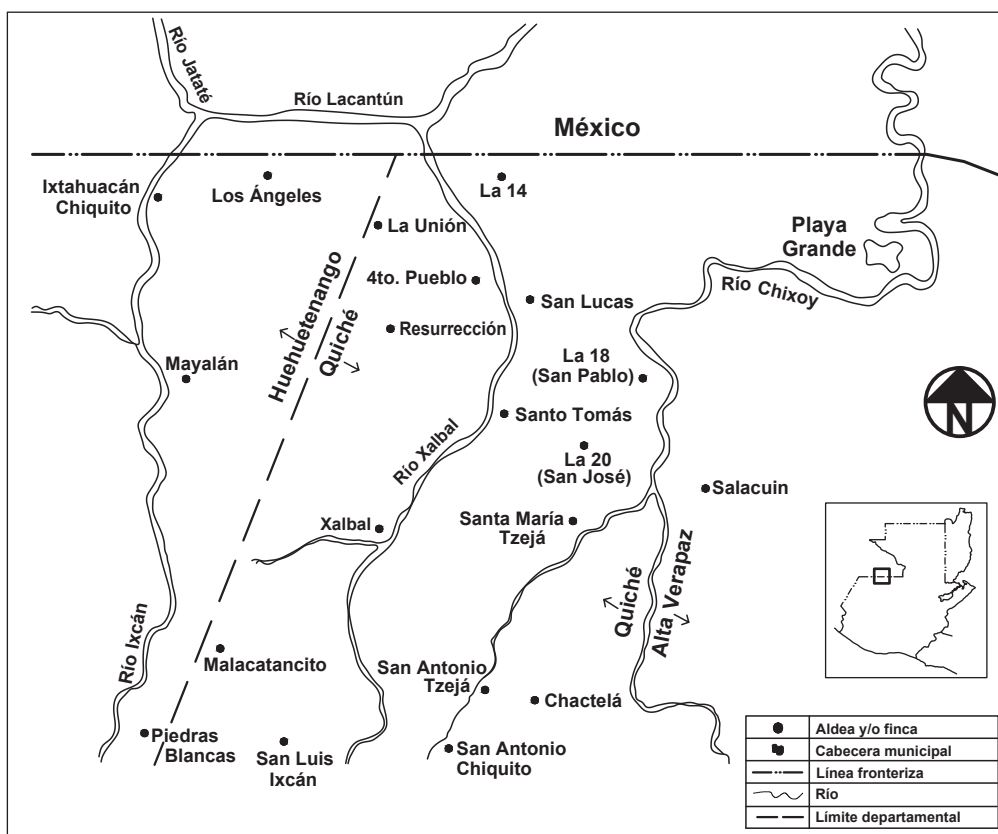 Río Jataté
Río Lacantún
México
Ixtahuacán
Chiquito
Los Ángeles
La 14
La Unión
Playa
Grande
4to. Pueblo
San Lucas
Río Chixoy
Huehuetenango
Quiché
Resurrección
Mayalán
La 18
(San Pablo)
Santo Tomás
Río Xalbal
La 20
(San José)
N
Salacuin
Xalbal
Santa María
Tzejá
Quiché
Alta Verapaz
Río Ixcán
Malacatancito
San Antonio
Tzejá
Chactelá
Piedras
Blancas
San Luis
Ixcán
San Antonio
Chiquito
Aldea y/o finca
Cabecera municipal
Línea fronteriza
Río
Límite departamental